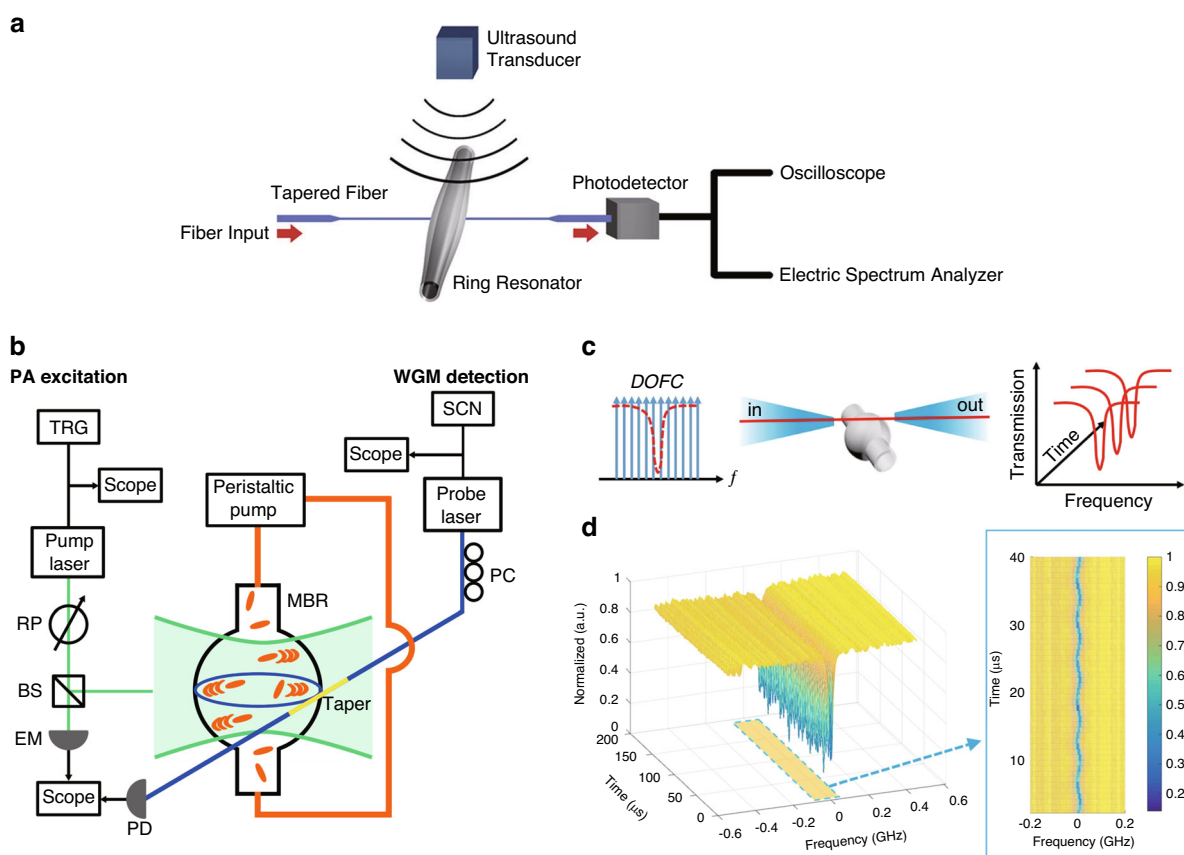 a
Ultrasound
Transducer
Tapered Fiber
Photodetector
Oscilloscope
Fiber Input
Ring Resonator
Electric Spectrum Analyzer
b
PA excitation
WGM detection
TRG
SCN
Scope
Scope
Peristaltic
pump
Probe
laser
Pump
laser
PC
MBR
RP
BS
Taper
EM
Scope
PD
c
DOFC
f
in
out
Transmission
Time
Frequency
d
Normalized (a.u.)
1
0.8
0.6
0.4
0.2
0
200
150
100
50
0
Time (µs)
-0.6
-0.4
-0.2
0
0.2
0.4
0.6
Frequency (GHz)
Time (µs)
40
30
20
10
-0.2
0
0.2
Frequency (GHz)
1
0.9
0.8
0.7
0.6
0.5
0.4
0.3
0.2